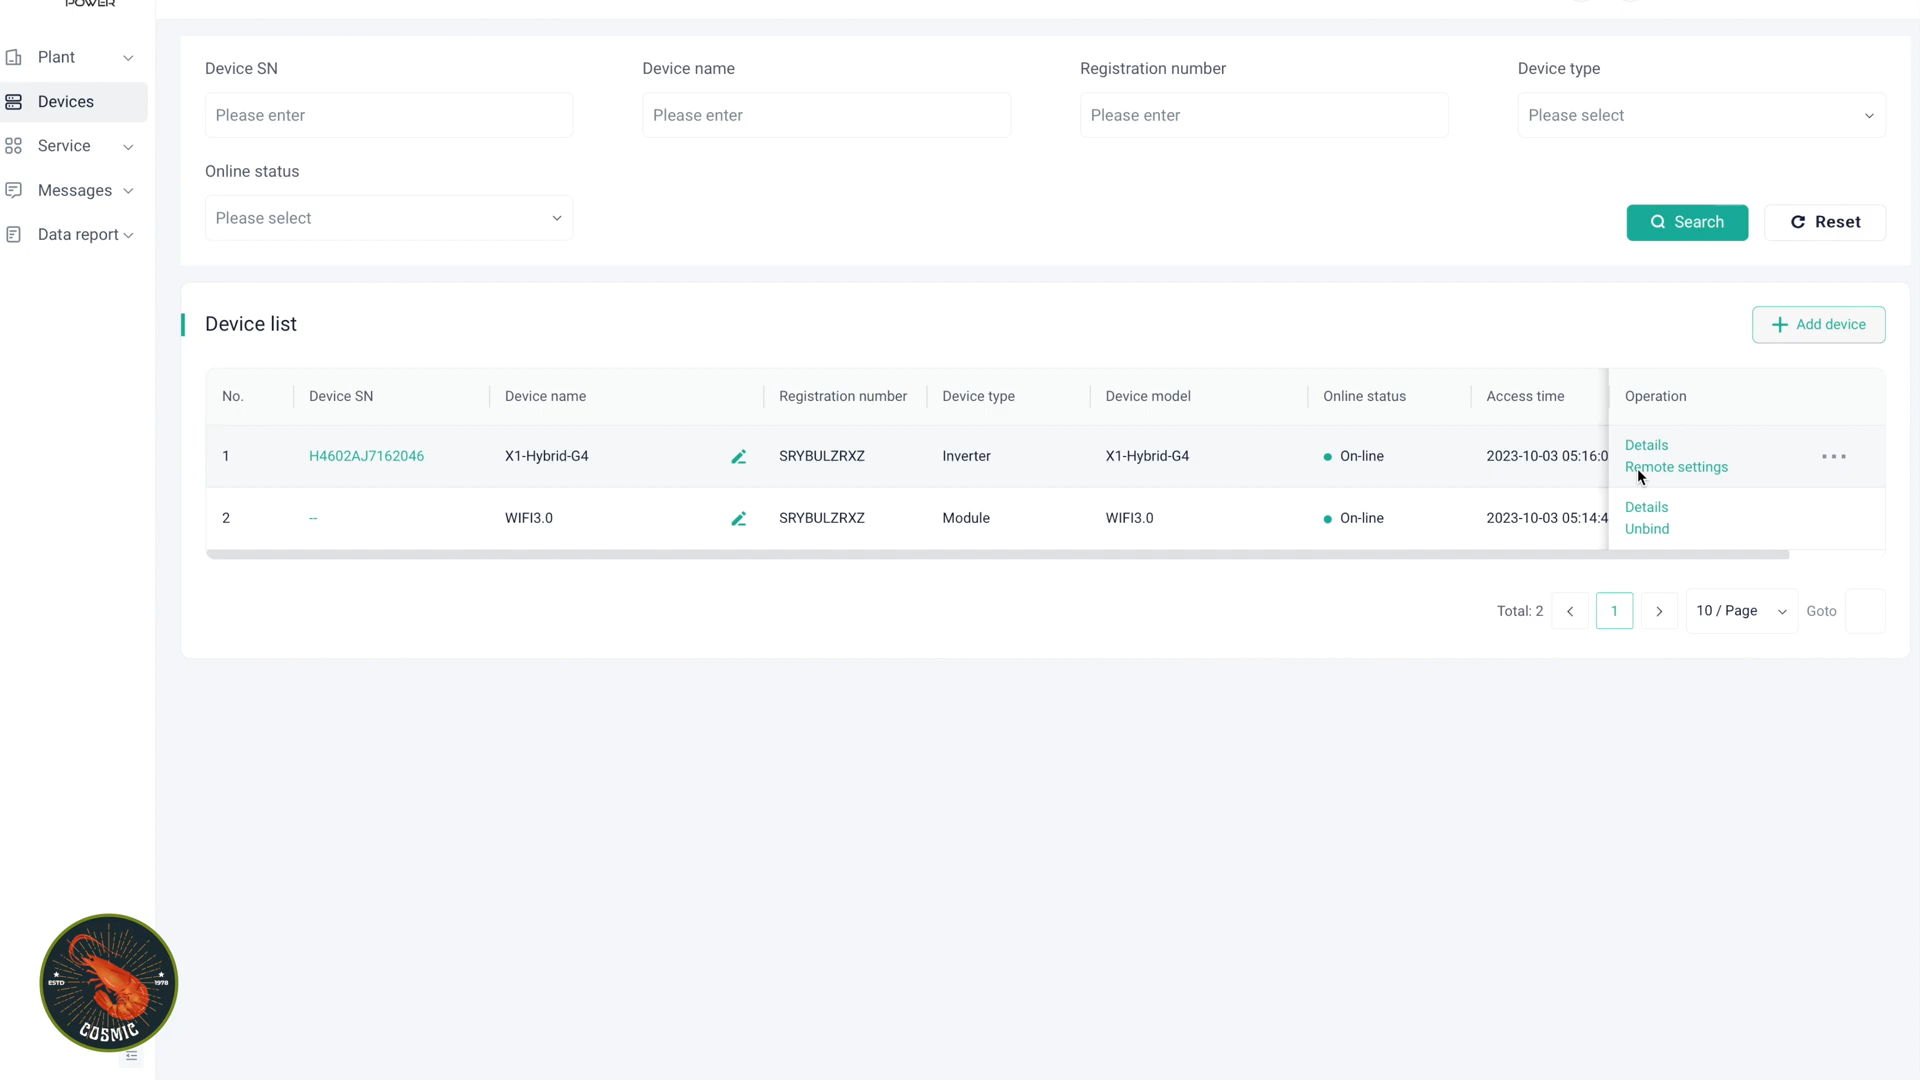 POWER
Plant
Devices
Service
Messages
Data report
Device SN
Device name
Registration number
Device type
Please enter
Please enter
Please enter
Please select
Online status
Please select
Search
Reset
Device list
Add device
No.
Device SN
Device name
Registration number
Device type
Device model
Online status
Access time
Operation
1
H4602AJ7162046
X1-Hybrid-G4
SRYBULZRXZ
Inverter
X1-Hybrid-G4
On-line
2023-10-03 05:16:0
Details
Remote settings
2
--
WIFI3.0
SRYBULZRXZ
Module
WIFI3.0
On-line
2023-10-03 05:14:4
Details
Unbind
Total: 2
1
10 / Page
Goto
ESTD
1978
COSMIC